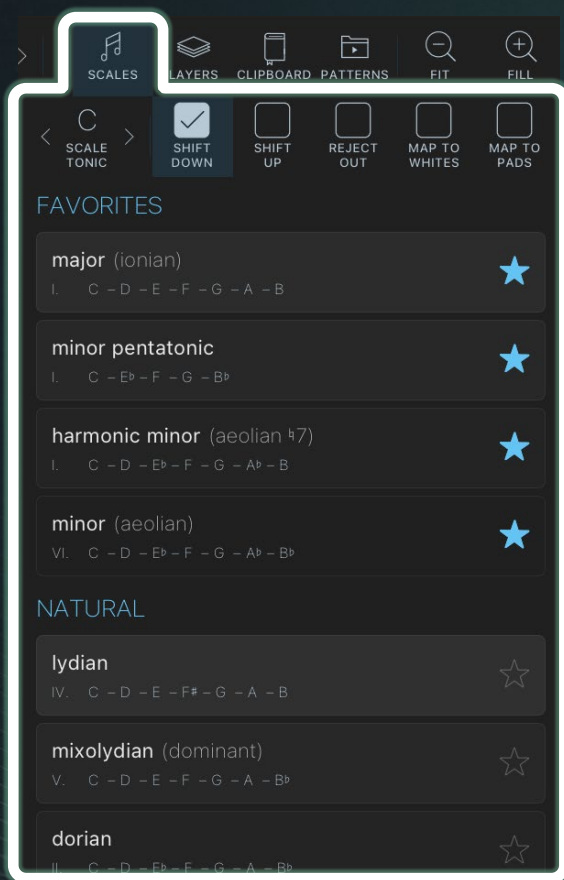 SCALES LAYERS CLIPBOARD PATTERNS FIT FILL
C
SCALE TONIC SHIFT DOWN SHIFT UP REJECT OUT MAP TO WHITES MAP TO PADS
FAVORITES
major (ionian)
I. C – D – E – F – G – A – B
minor pentatonic
I. C – E♭ – F – G – B♭
harmonic minor (aeolian ♮7)
I. C – D – E♭ – F – G – A♭ – B
minor (aeolian)
VI. C – D – E♭ – F – G – A♭ – B♭
NATURAL
lydian
IV. C – D – E – F# – G – A – B
mixolydian (dominant)
V. C – D – E – F – G – A – B♭
dorian
II. C – D – E♭ – F – G – A – B♭